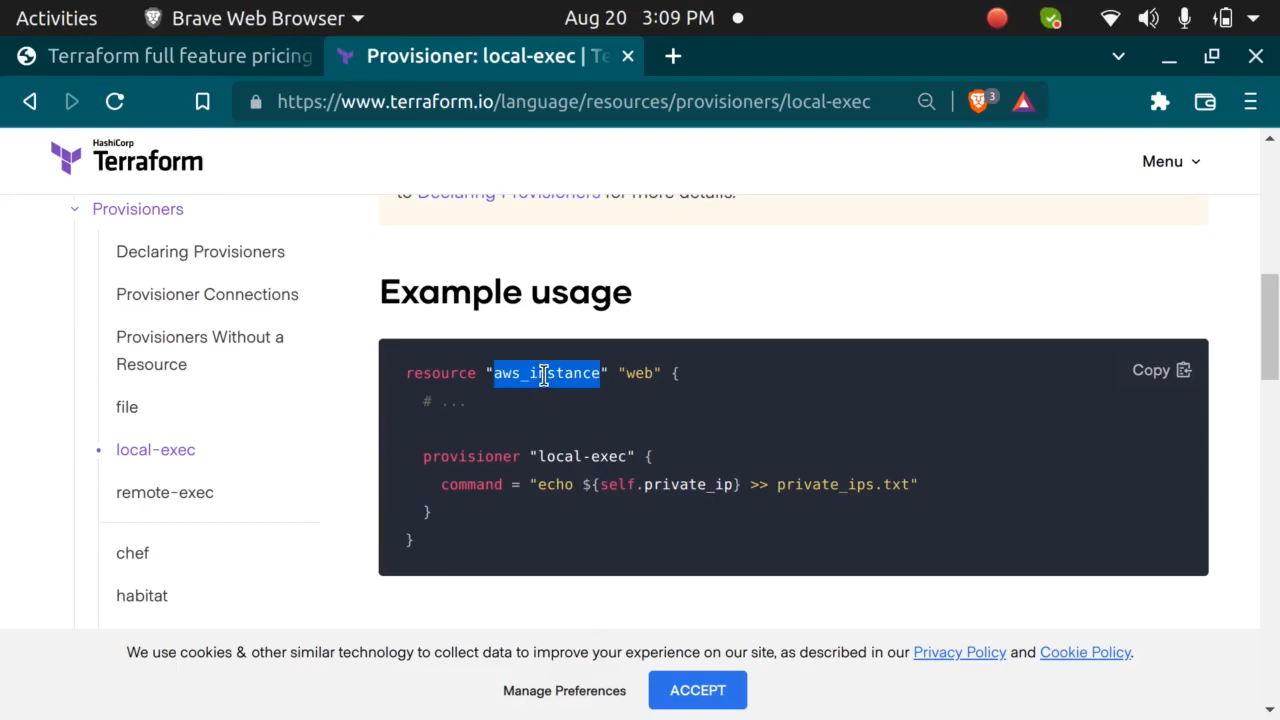 Activities
Brave Web Browser
Aug 20 3:09 PM
Terraform full feature pricing
Provisioner: local-exec | Te
https://www.terraform.io/language/resources/provisioners/local-exec
3
HashiCorp
Terraform
Menu
Provisioners
Declaring Provisioners
Provisioner Connections
Provisioners Without a
Resource
file
local-exec
remote-exec
chef
habitat
to Declaring Provisioners for more details.
Example usage
Copy
resource "aws_instance" "web" {
# ...
provisioner "local-exec" {
command = "echo ${self.private_ip} >> private_ips.txt"
}
}
We use cookies & other similar technology to collect data to improve your experience on our site, as described in our Privacy Policy and Cookie Policy.
Manage Preferences
ACCEPT